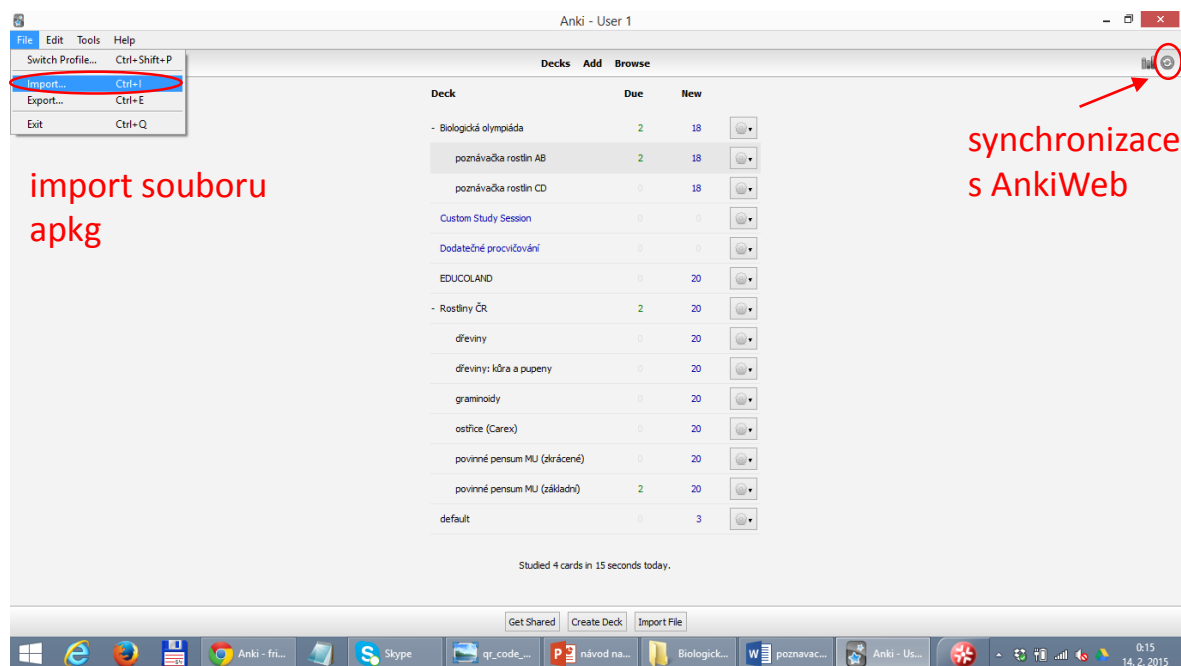 Anki - User 1
File Edit Tools Help
Switch Profile... Ctrl+Shift+P
Import... Ctrl+I
Export... Ctrl+E
Exit Ctrl+Q
Decks Add Browse
Deck Due New
- Biologická olympiáda 2 18
poznávačka rostlin AB 2 18
poznávačka rostlin CD 0 18
Custom Study Session 0 0
Dodatečné procvičování 0 0
EDUCOLAND 0 20
- Rostliny ČR 2 20
dřeviny 0 20
dřeviny: kůra a pupeny 0 20
graminoidy 0 20
ostřice (Carex) 0 20
povinné pensum MU (zkrácené) 0 20
povinné pensum MU (základní) 2 20
default 0 3
import souboru
apkg
synchronizace
s AnkiWeb
Studied 4 cards in 15 seconds today.
Get Shared Create Deck Import File
Anki - fri... Skype qr_code_... návod na... Biologick... poznavac... Anki - Us...
0:15
14. 2. 2015